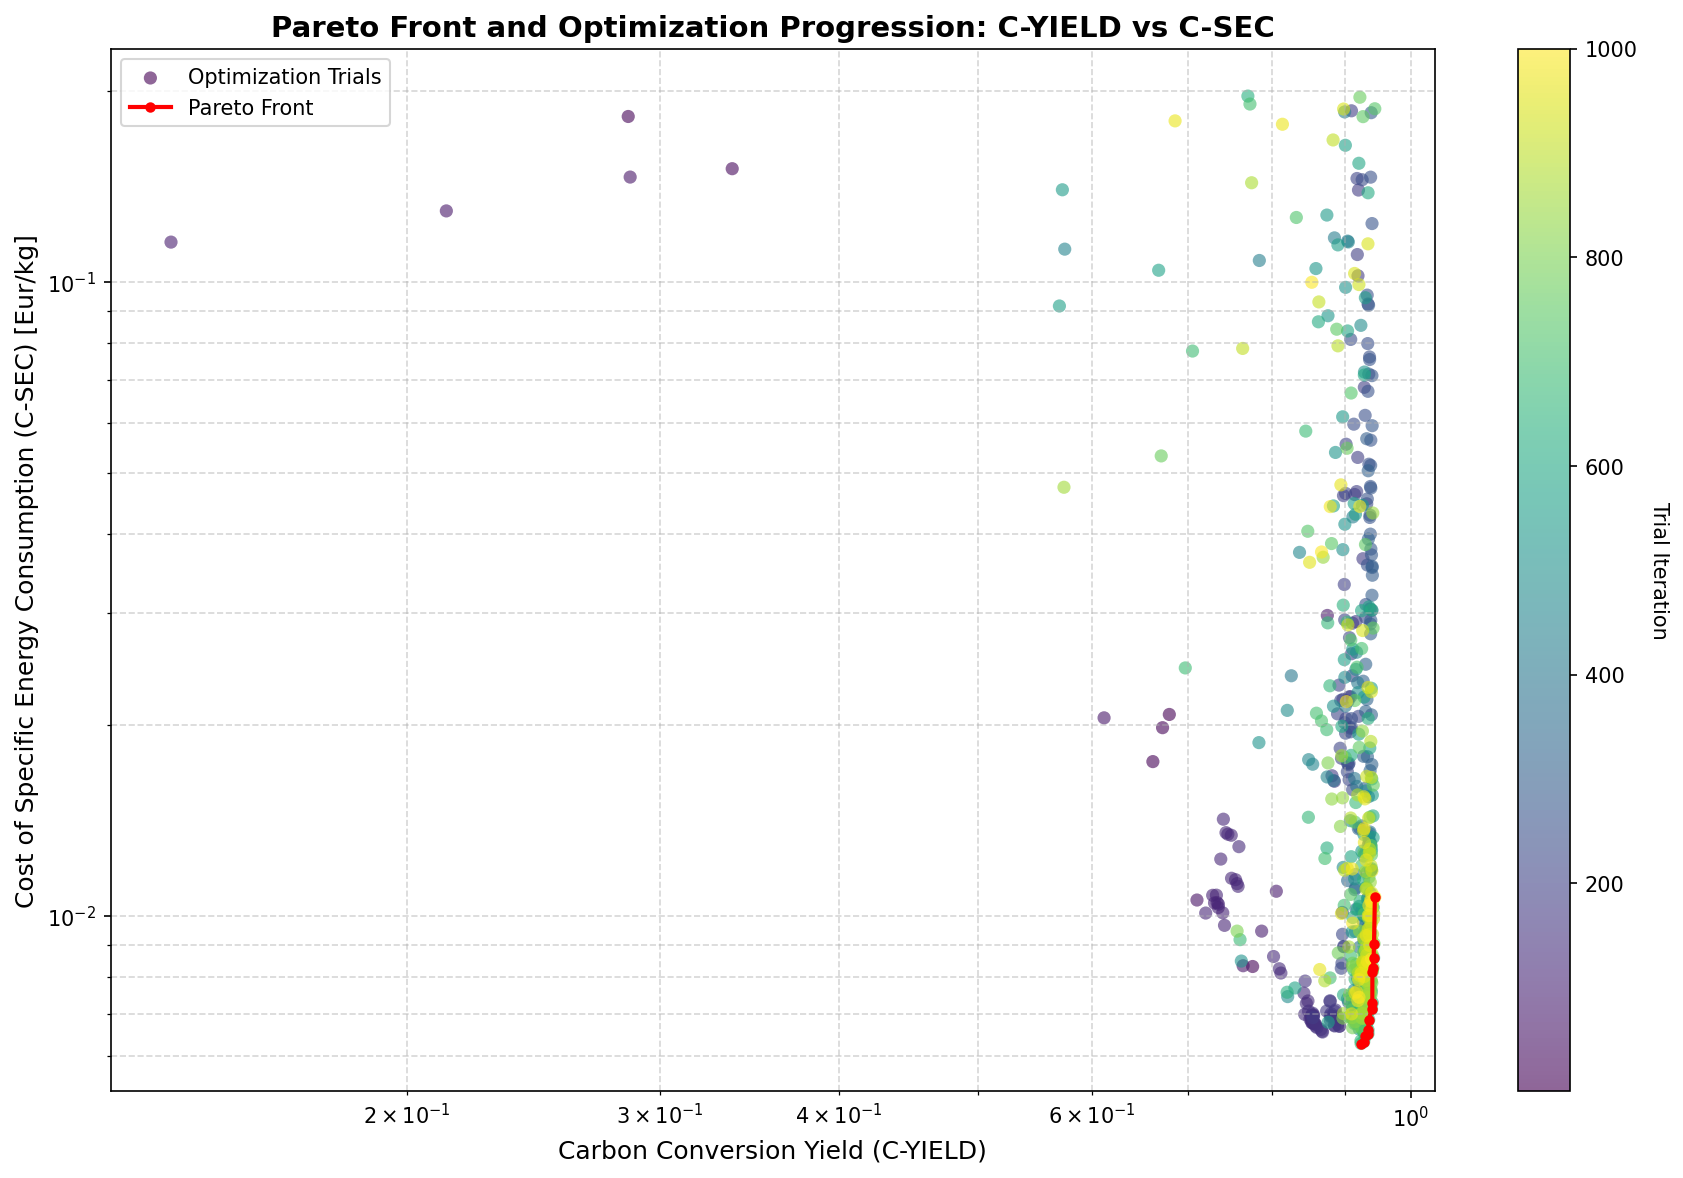 Pareto Front and Optimization Progression: C-YIELD vs C-SEC
Optimization Trials
Pareto Front
Cost of Specific Energy Consumption (C-SEC) [Eur/kg]
10⁻¹
10⁻²
2 × 10⁻¹
3 × 10⁻¹
4 × 10⁻¹
6 × 10⁻¹
10⁰
Carbon Conversion Yield (C-YIELD)
1000
800
600
400
200
Trial Iteration